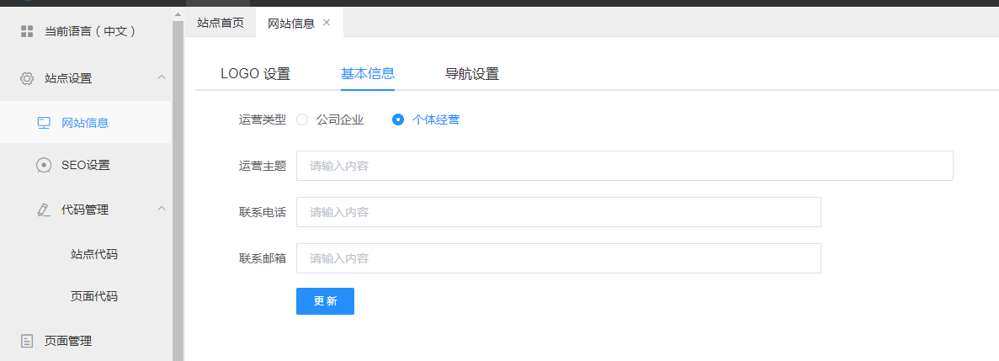 当前语言（中文）
站点设置
网站信息
SEO设置
代码管理
站点代码
页面代码
页面管理
站点首页 网站信息 ×
LOGO 设置 基本信息 导航设置
运营类型 公司企业 个体经营
运营主题 请输入内容
联系电话 请输入内容
联系邮箱 请输入内容
更新